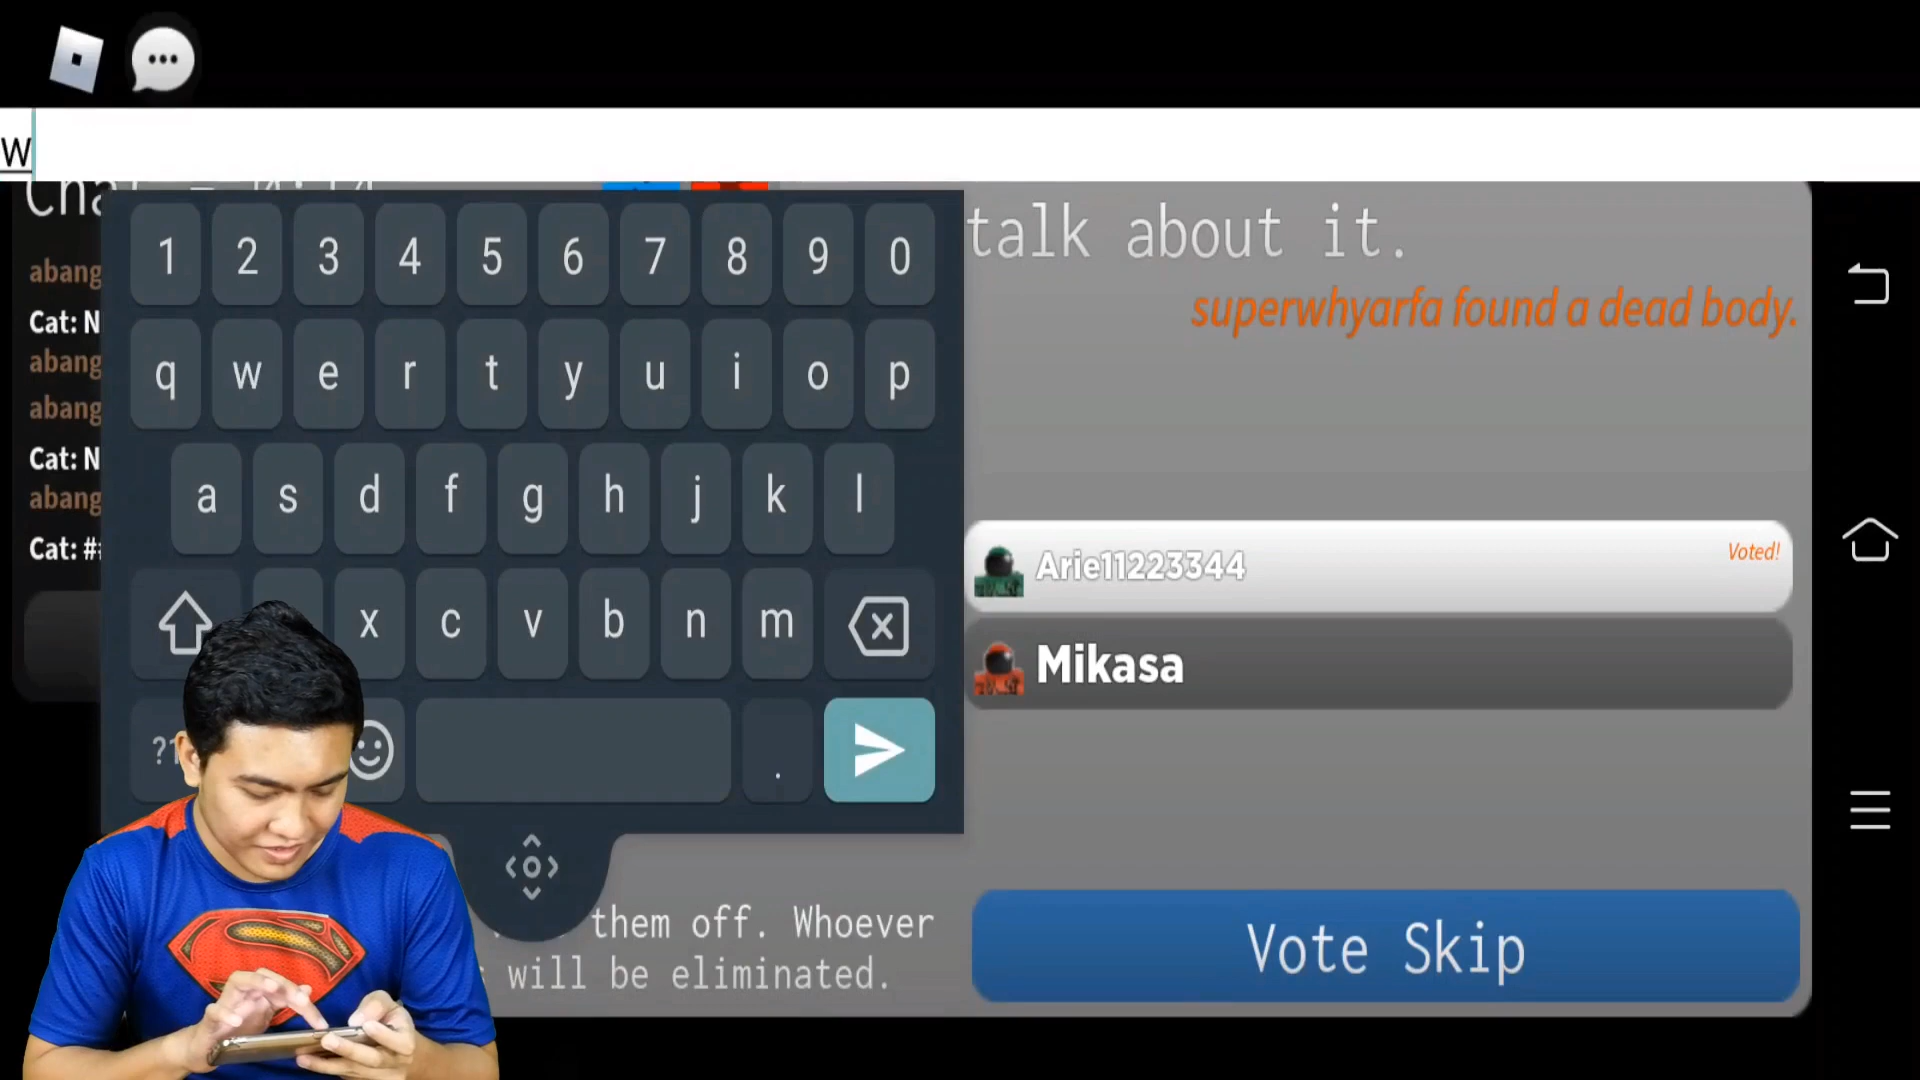 w
talk about it.
superwhyarfa found a dead body.
abang
Cat: N
abang
abang
Cat: N
abang
Cat: #
1 2 3 4 5 6 7 8 9 0
q w e r t y u i o p
a s d f g h j k l
x c v b n m
.
Arie11223344
Voted!
Mikasa
them off. Whoever
will be eliminated.
Vote Skip